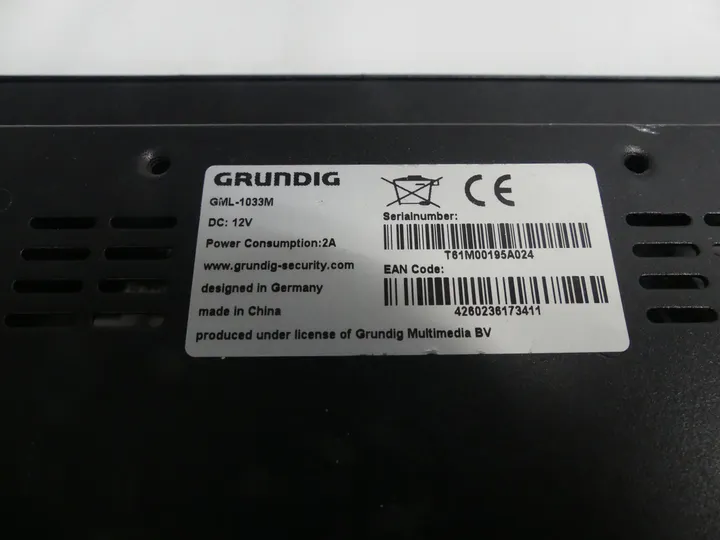 GRUNDIG
GML-1033M
DC: 12V
Power Consumption:2A
www.grundig-security.com
designed in Germany
made in China
produced under license of Grundig Multimedia BV
CE
Serialnumber:
T61M00195A024
EAN Code:
4260236173411